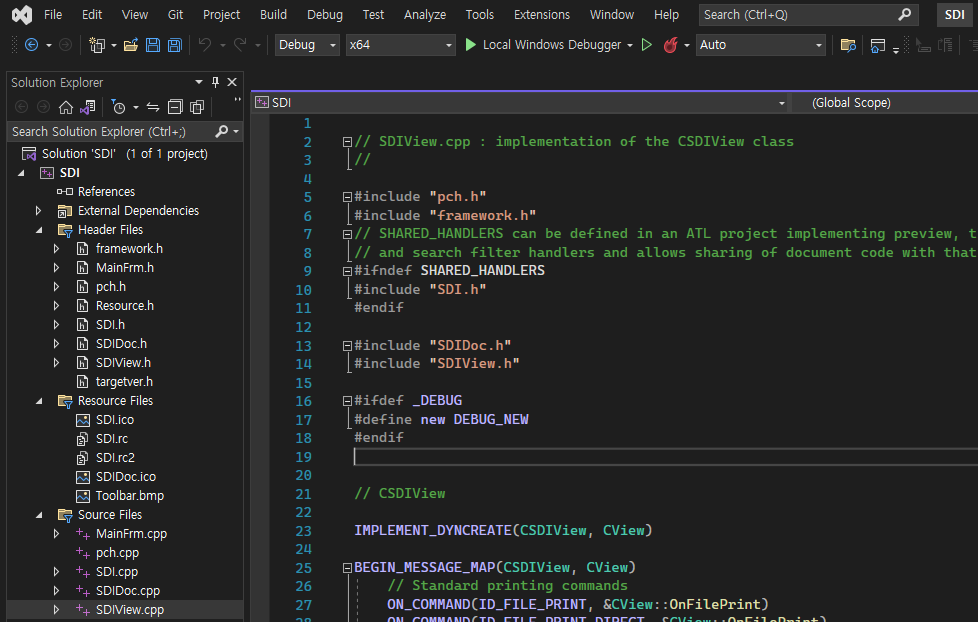 File Edit View Git Project Build Debug Test Analyze Tools Extensions Window Help Search (Ctrl+Q) SDI
Debug x64 Local Windows Debugger Auto
Solution Explorer
Search Solution Explorer (Ctrl+;)
Solution 'SDI' (1 of 1 project)
SDI
References
External Dependencies
Header Files
framework.h
MainFrm.h
pch.h
Resource.h
SDI.h
SDIDoc.h
SDIView.h
targetver.h
Resource Files
SDI.ico
SDI.rc
SDI.rc2
SDIDoc.ico
Toolbar.bmp
Source Files
MainFrm.cpp
pch.cpp
SDI.cpp
SDIDoc.cpp
SDIView.cpp
SDI (Global Scope)
1
2 // SDIView.cpp : implementation of the CSDIView class
3 //
4
5 #include "pch.h"
6 #include "framework.h"
7 // SHARED_HANDLERS can be defined in an ATL project implementing preview, t
8 // and search filter handlers and allows sharing of document code with that
9 #ifndef SHARED_HANDLERS
10 #include "SDI.h"
11 #endif
12
13 #include "SDIDoc.h"
14 #include "SDIView.h"
15
16 #ifdef _DEBUG
17 #define new DEBUG_NEW
18 #endif
19
20
21 // CSDIView
22
23 IMPLEMENT_DYNCREATE(CSDIView, CView)
24
25 BEGIN_MESSAGE_MAP(CSDIView, CView)
26 // Standard printing commands
27 ON_COMMAND(ID_FILE_PRINT, &CView::OnFilePrint)
28 ON_COMMAND(ID_FILE_PRINT_DIRECT, &CView::OnFilePrint)